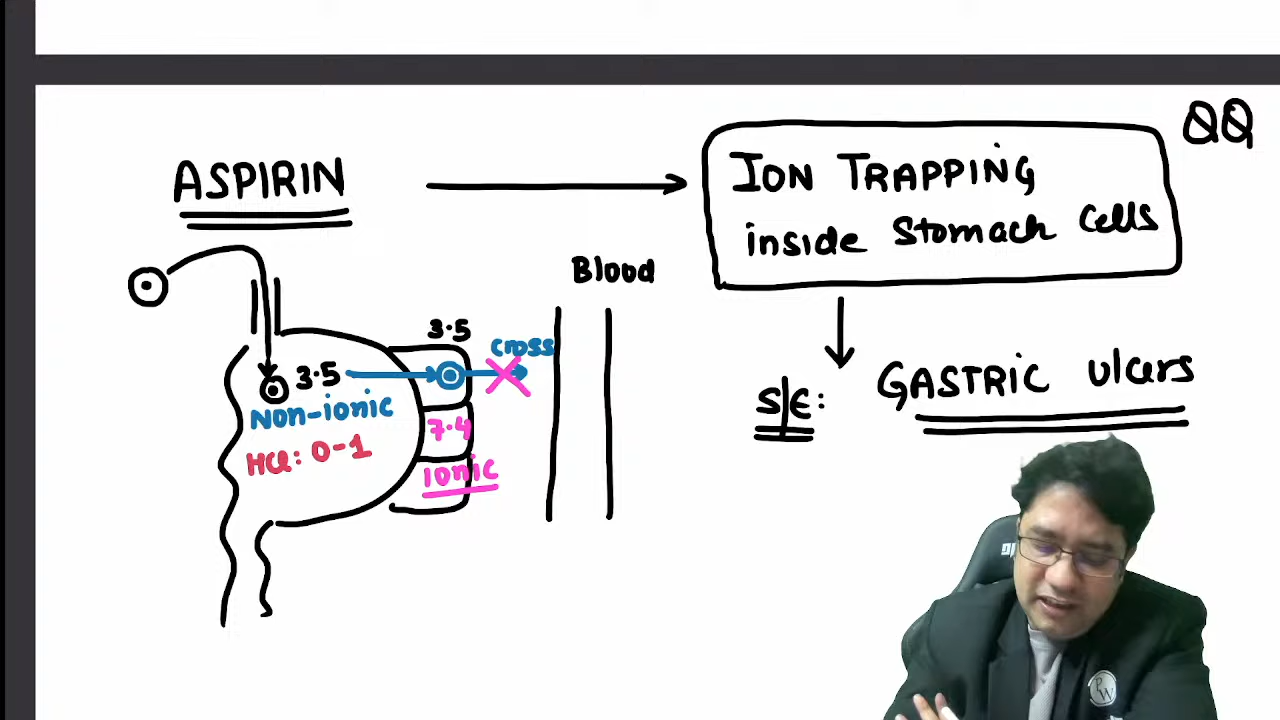 QQ
ASPIRIN
ION TRAPPING
inside Stomach Cells
Blood
3.5
cross
3.5
Non-ionic
HCl: 0-1
7.4
Ionic
S/E:
GASTRIC ulcers
PW